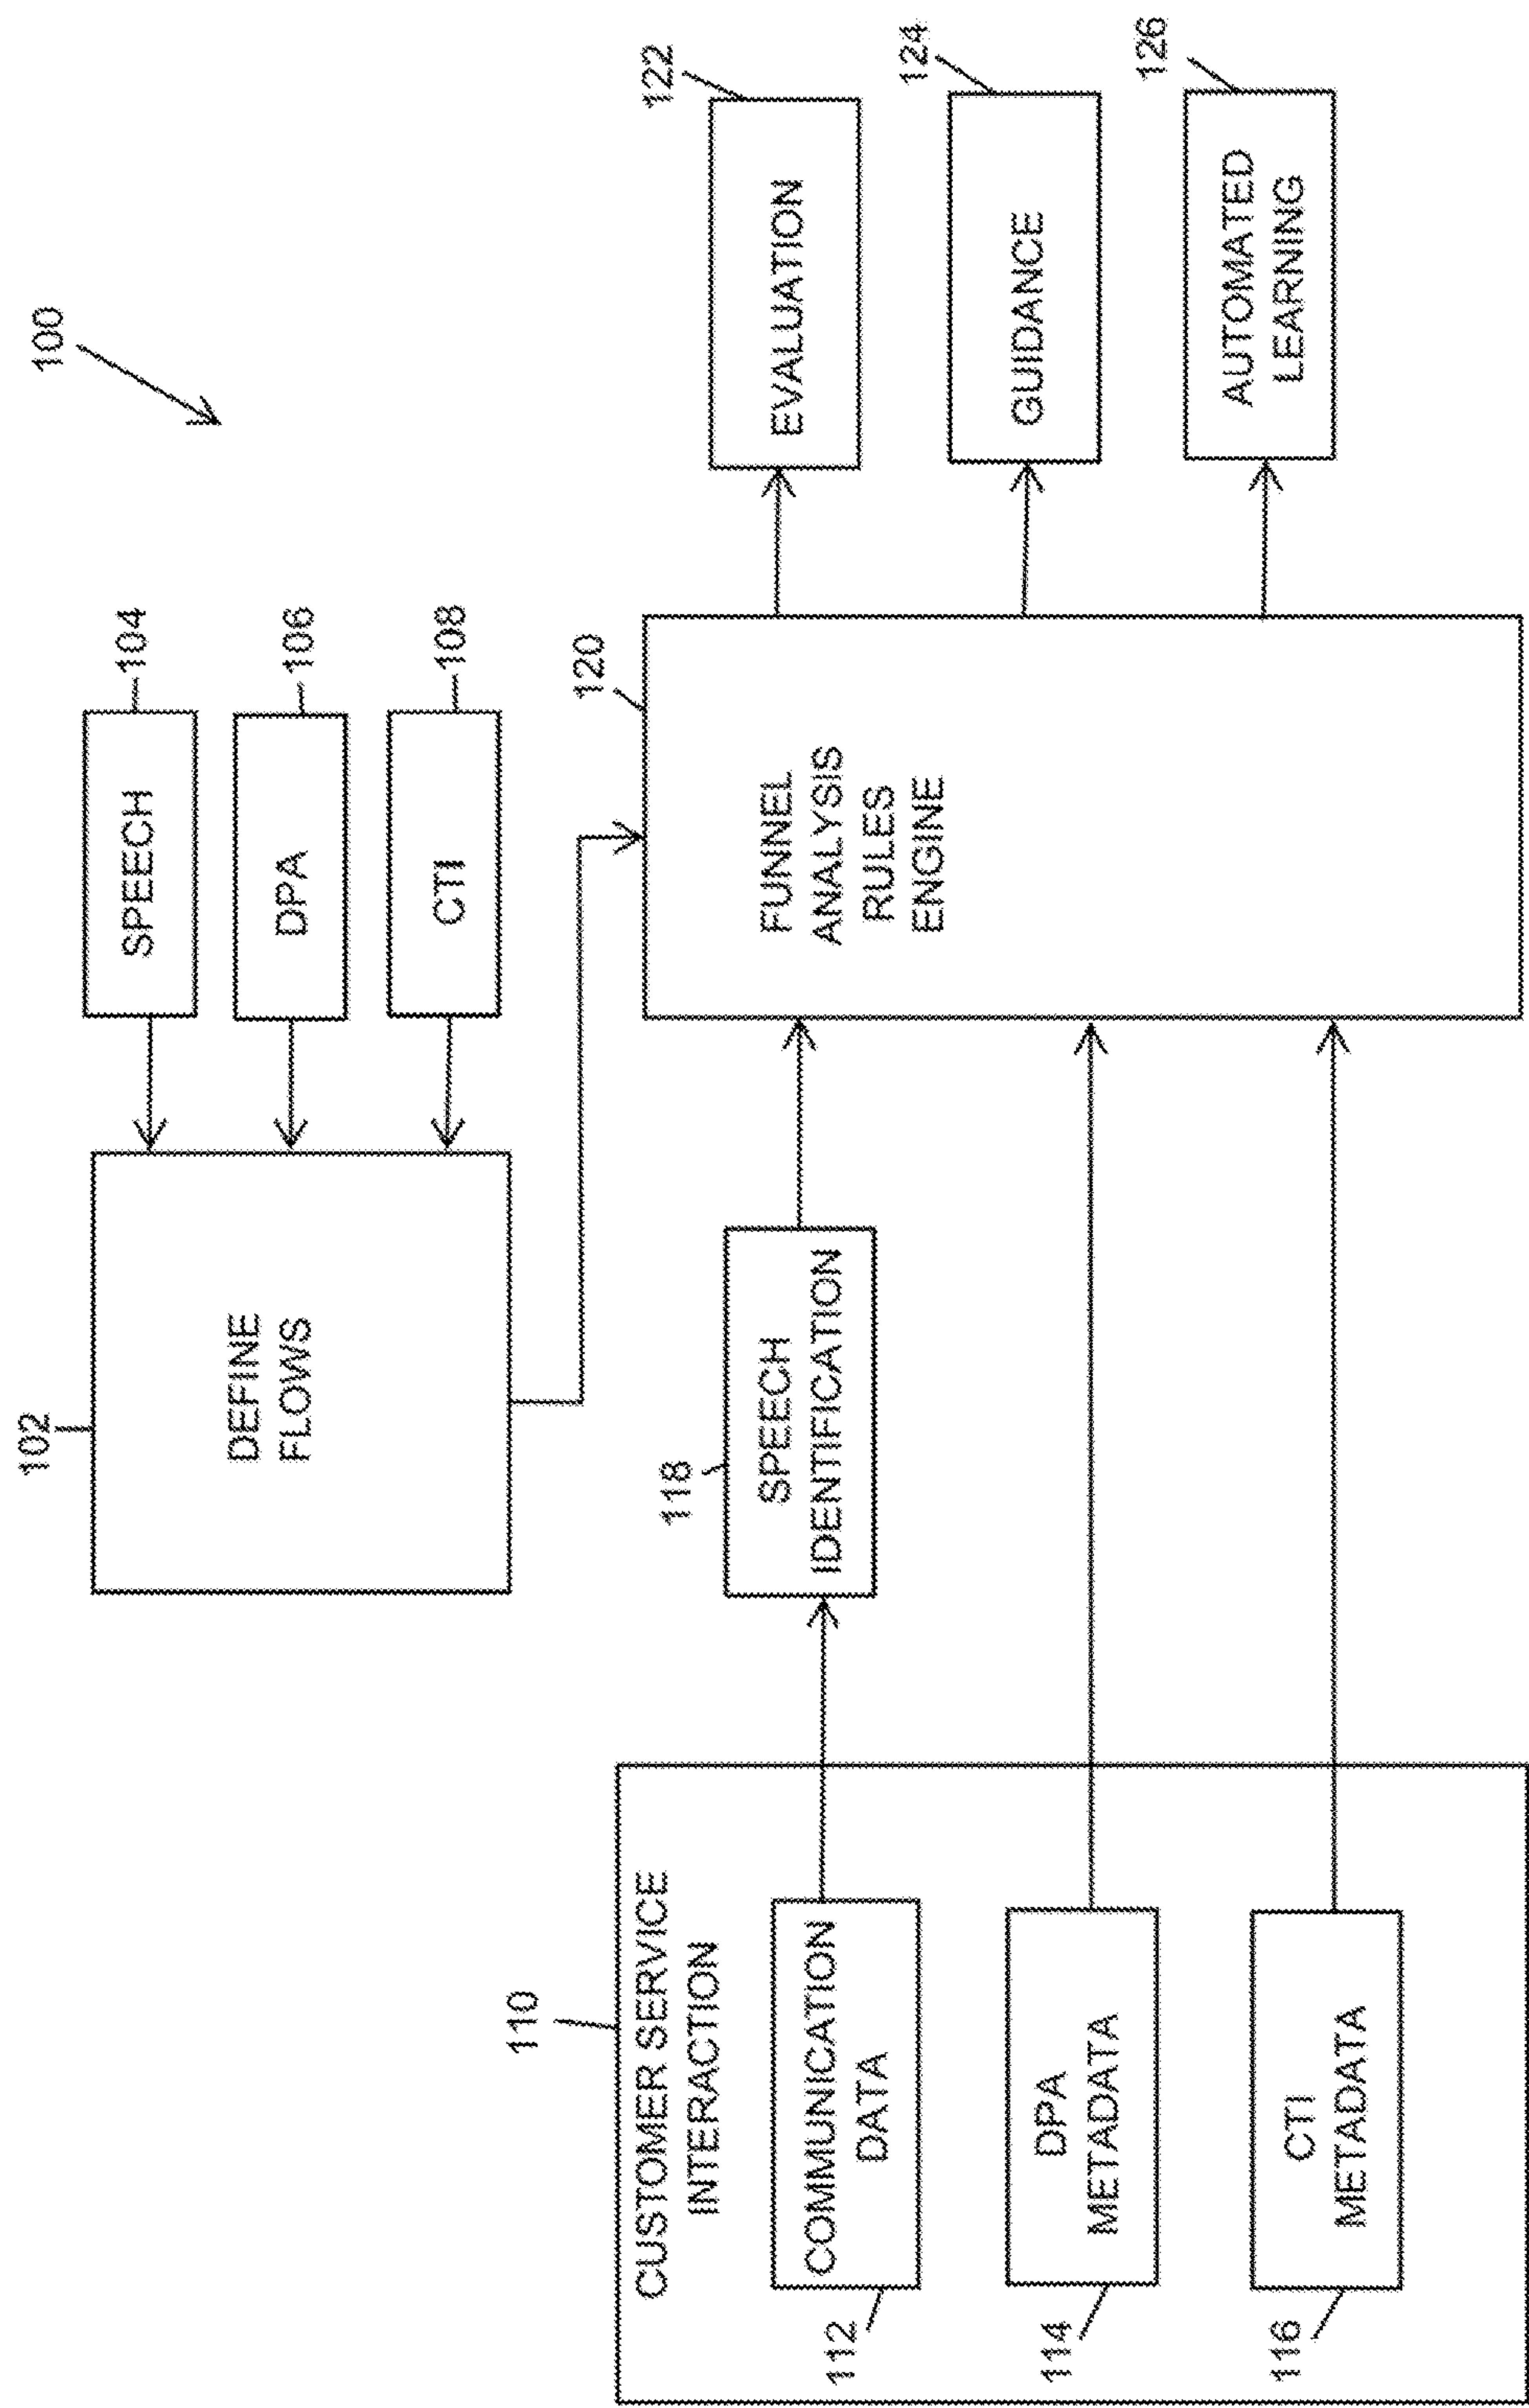 100
SPEECH
104
DPA
106
CTI
108
102
DEFINE
FLOWS
110
CUSTOMER SERVICE
INTERACTION
COMMUNICATION
DATA
112
DPA
METADATA
114
CTI
METADATA
116
118
SPEECH
IDENTIFICATION
120
FUNNEL
ANALYSIS
RULES
ENGINE
122
EVALUATION
124
GUIDANCE
126
AUTOMATED
LEARNING